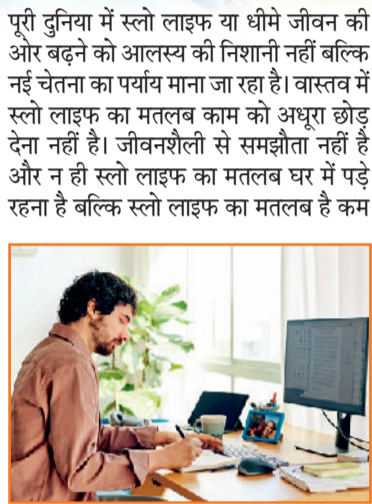 पूरी दुनिया में स्लो लाइफ या धीमे जीवन की
ओर बढ़ने को आलस्य की निशानी नहीं बल्कि
नई चेतना का पर्याय माना जा रहा है। वास्तव में
स्लो लाइफ का मतलब काम को अधूरा छोड़
देना नहीं है। जीवनशैली से समझौता नहीं है
और न ही स्लो लाइफ का मतलब घर में पड़े
रहना है बल्कि स्लो लाइफ का मतलब है कम